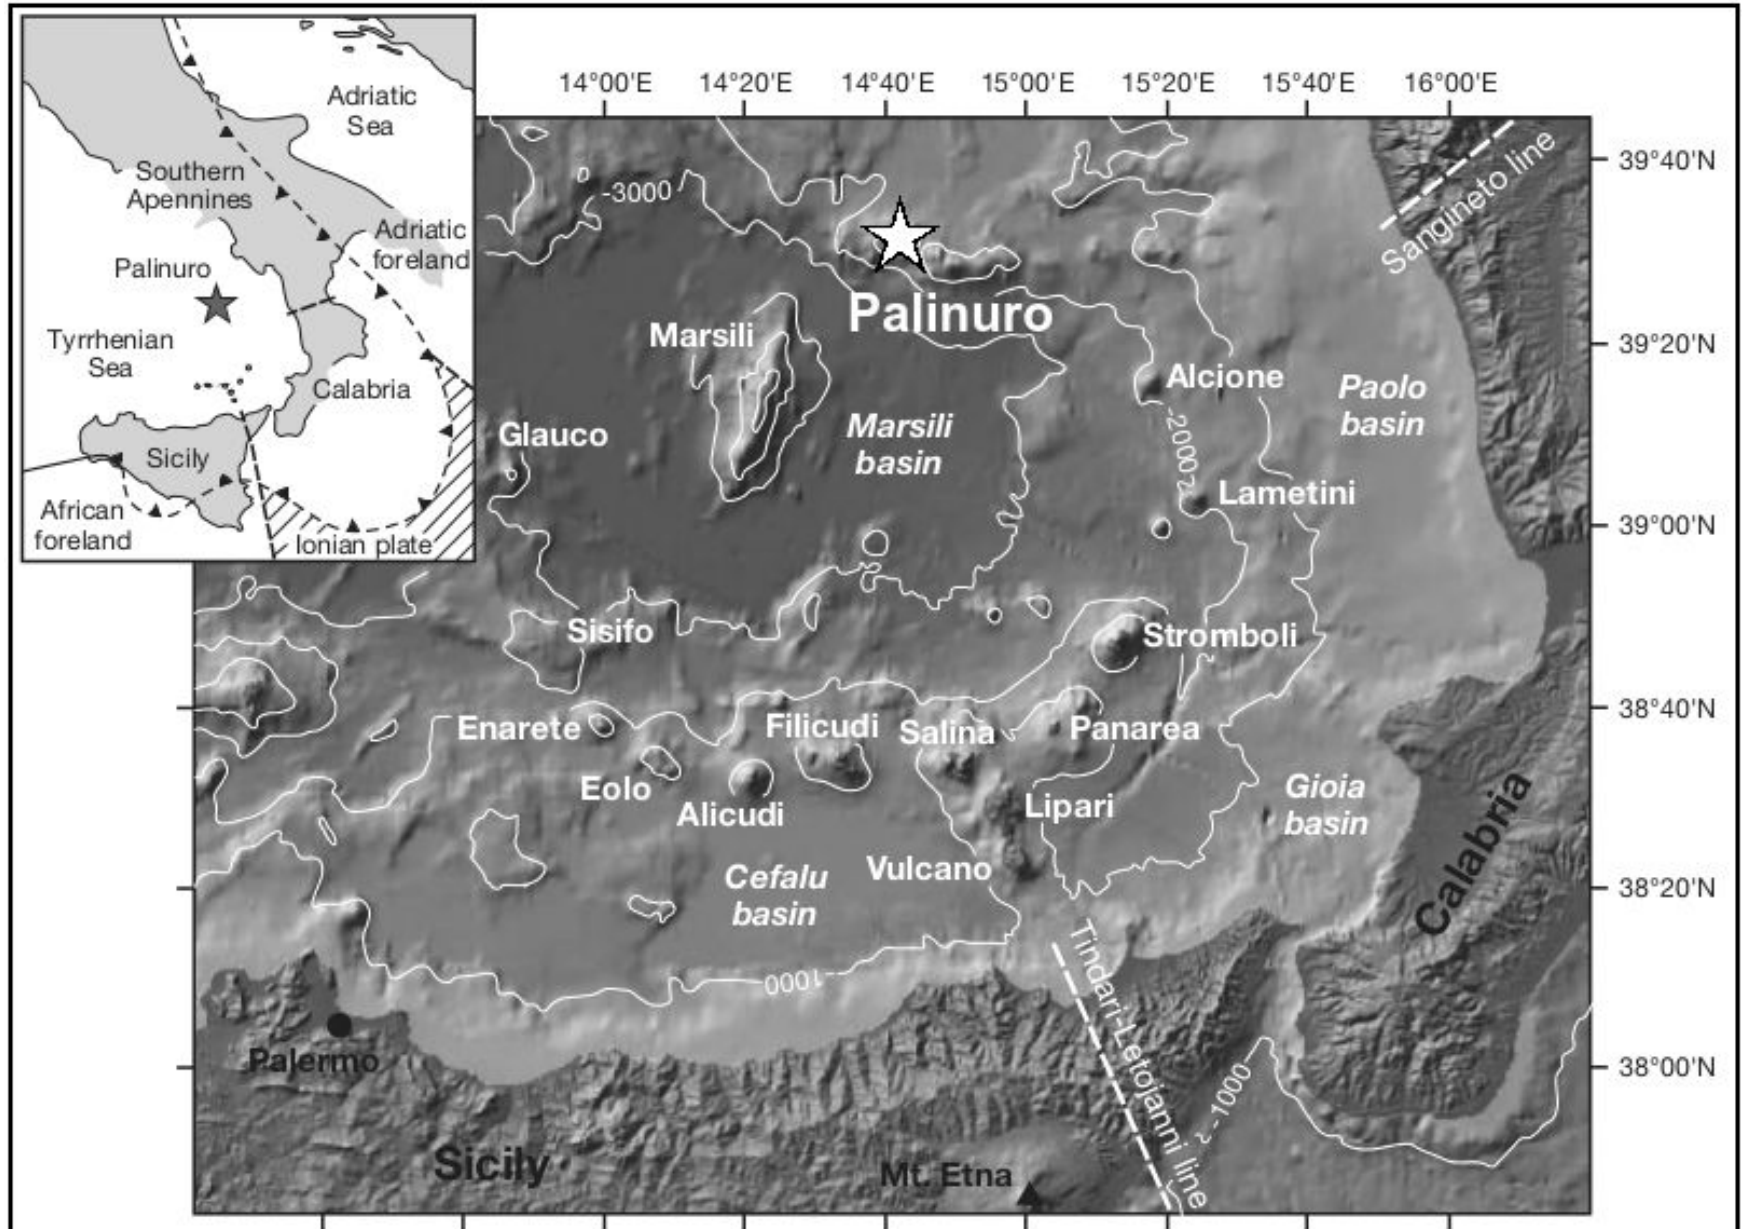 Adriatic
Sea
Southern
Apennines
Adriatic
foreland
Palinuro
Tyrrhenian
Sea
Calabria
Sicily
African
foreland
Ionian plate
14°00'E
14°20'E
14°40'E
15°00'E
15°20'E
15°40'E
16°00'E
39°40'N
39°20'N
39°00'N
38°40'N
38°20'N
38°00'N
Sangineto line
-3000
Palinuro
Marsili
Alcione
Paolo
basin
Glauco
Marsili
basin
-2000
Lametini
Sisifo
Stromboli
Enarete
Filicudi
Salina
Panarea
Eolo
Alicudi
Lipari
Gioia
basin
Cefalu
basin
Vulcano
Calabria
-1000
Tindari-Letojanni line
Palermo
-1000
Sicily
Mt. Etna